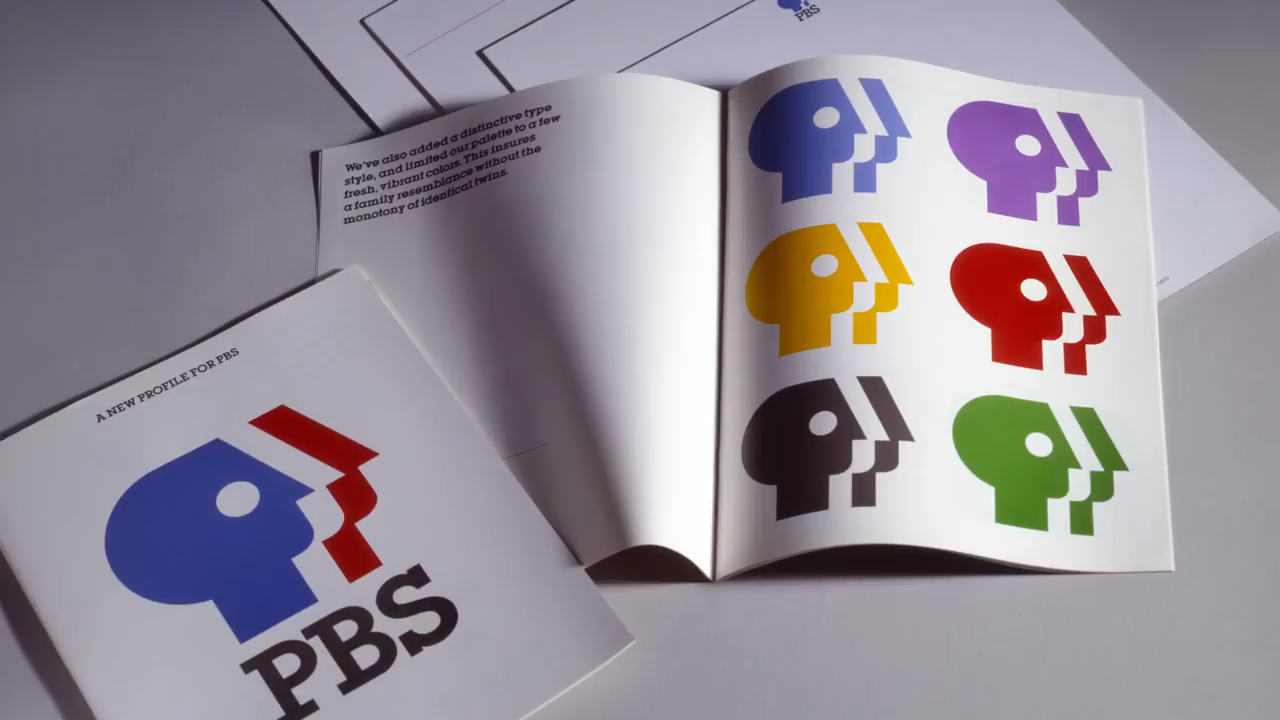 PBS
We've also added a distinctive type
style, and limited our palette to a few
fresh, vibrant colors. This insures
a family resemblance without the
monotony of identical twins.
A NEW PROFILE FOR PBS
PBS